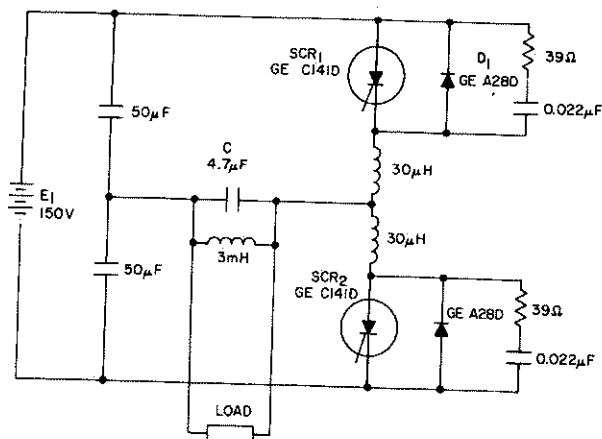 SCR1
GE C141D
D1
GE A28D
39Ω
0.022μF
50μF
C
4.7μF
30μH
E1
150V
3mH
30μH
50μF
SCR2
GE C141D
GE A28D
39Ω
0.022μF
LOAD